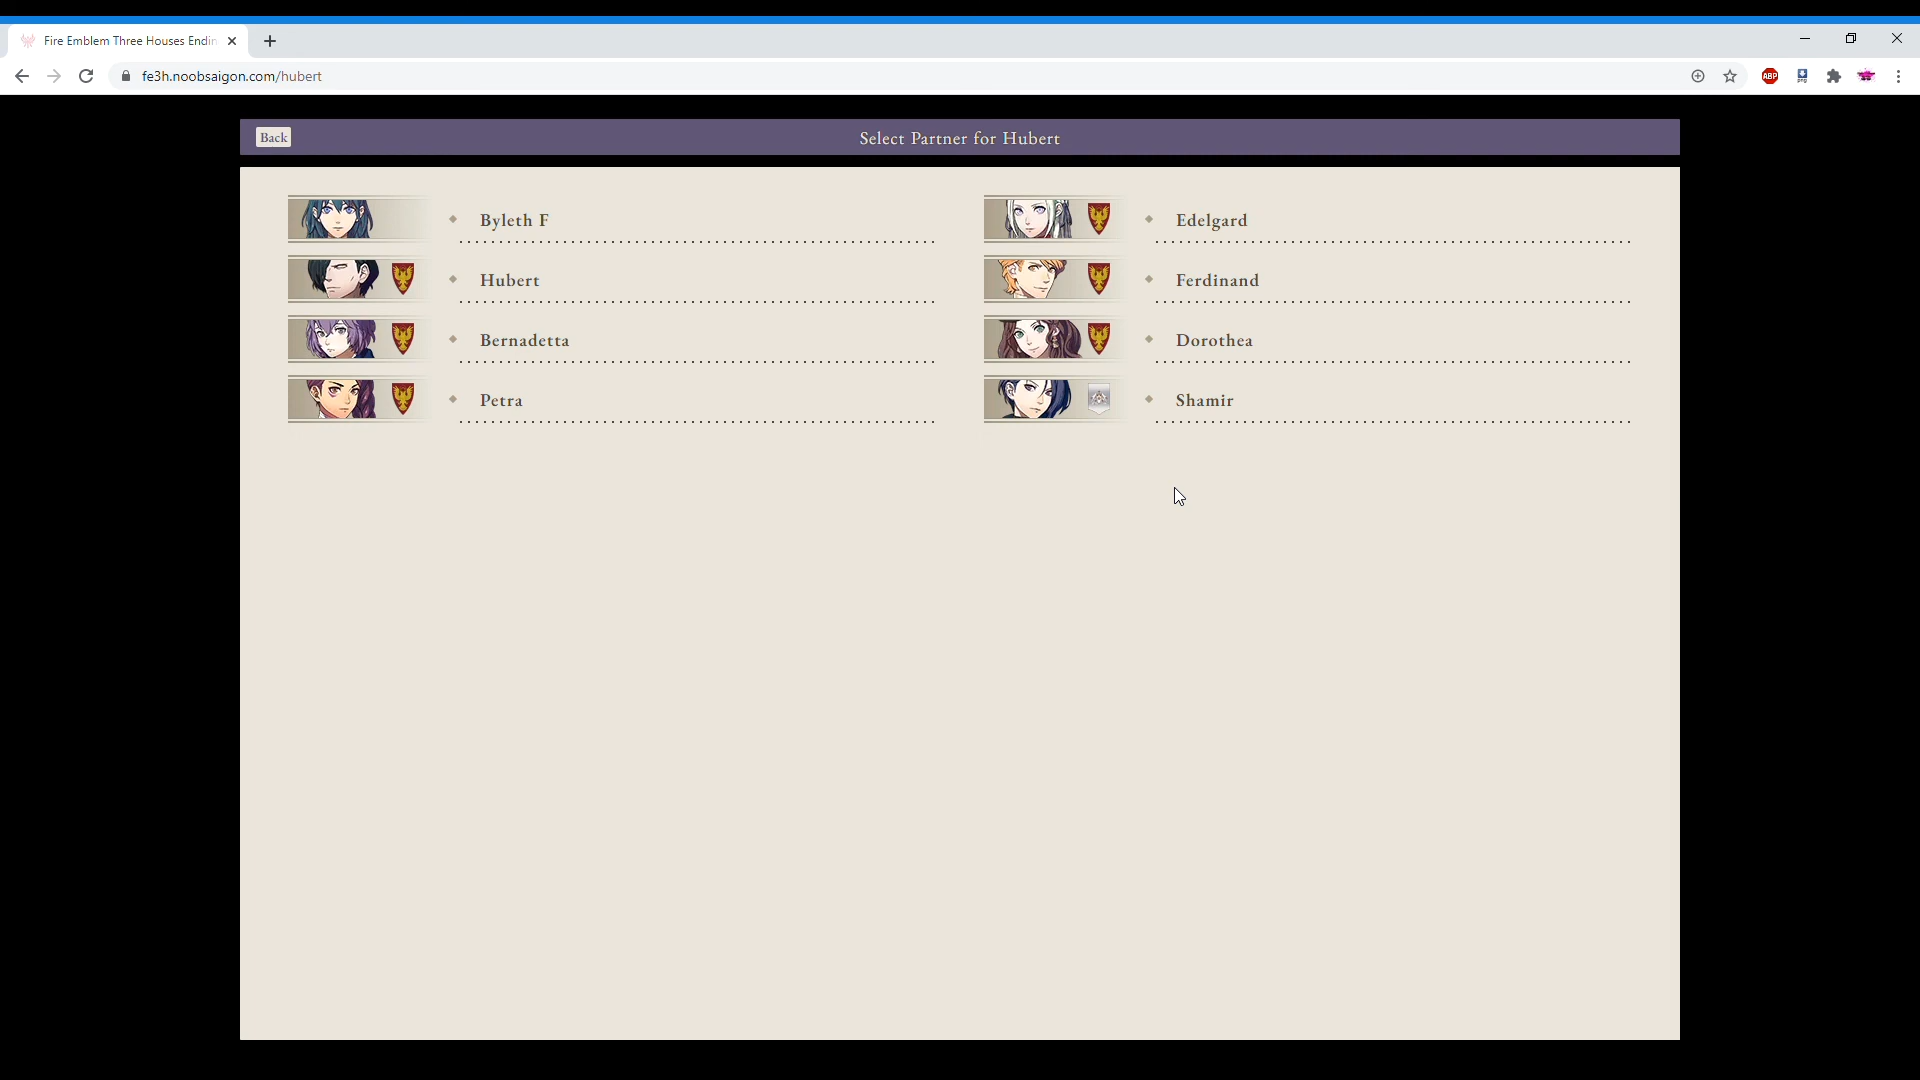 Fire Emblem Three Houses Endin
fe3h.noobsaigon.com/hubert
ABP
Back
Select Partner for Hubert
Byleth F
Edelgard
Hubert
Ferdinand
Bernadetta
Dorothea
Petra
Shamir